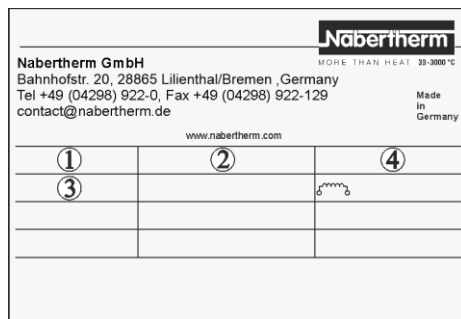 Nabertherm
MORE THAN HEAT 30-3000 °C
Nabertherm GmbH
Bahnhofstr. 20, 28865 Lilienthal/Bremen ,Germany
Tel +49 (04298) 922-0, Fax +49 (04298) 922-129
contact@nabertherm.de
Made
in
Germany
www.nabertherm.com
① ② ④
③